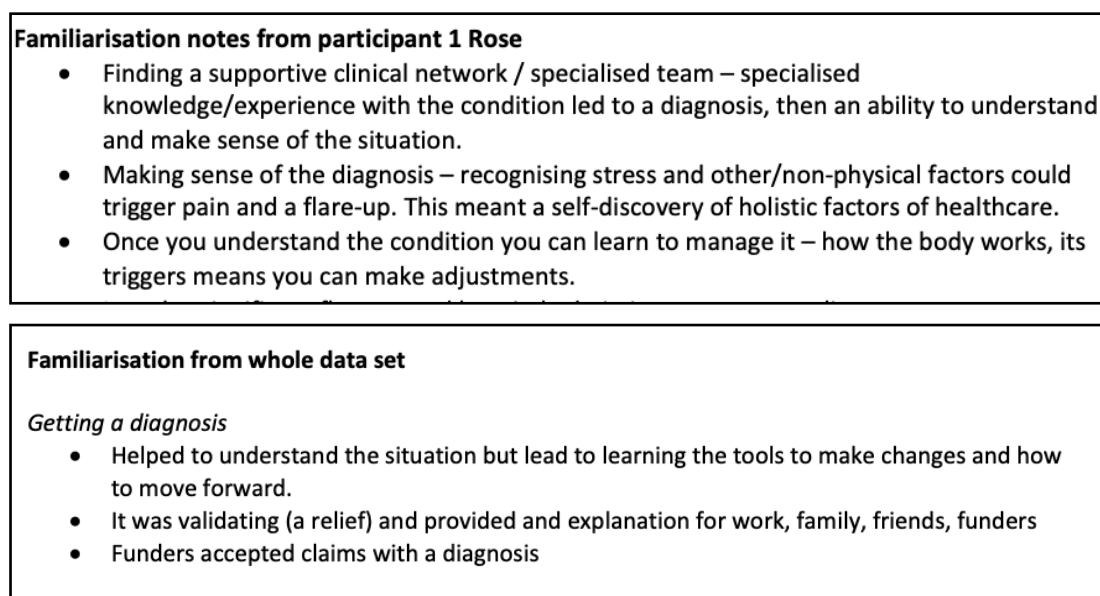 Familiarisation notes from participant 1 Rose
• Finding a supportive clinical network / specialised team – specialised
knowledge/experience with the condition led to a diagnosis, then an ability to understand
and make sense of the situation.
• Making sense of the diagnosis – recognising stress and other/non-physical factors could
trigger pain and a flare-up. This meant a self-discovery of holistic factors of healthcare.
• Once you understand the condition you can learn to manage it – how the body works, its
triggers means you can make adjustments.
Familiarisation from whole data set
Getting a diagnosis
• Helped to understand the situation but lead to learning the tools to make changes and how
to move forward.
• It was validating (a relief) and provided and explanation for work, family, friends, funders
• Funders accepted claims with a diagnosis